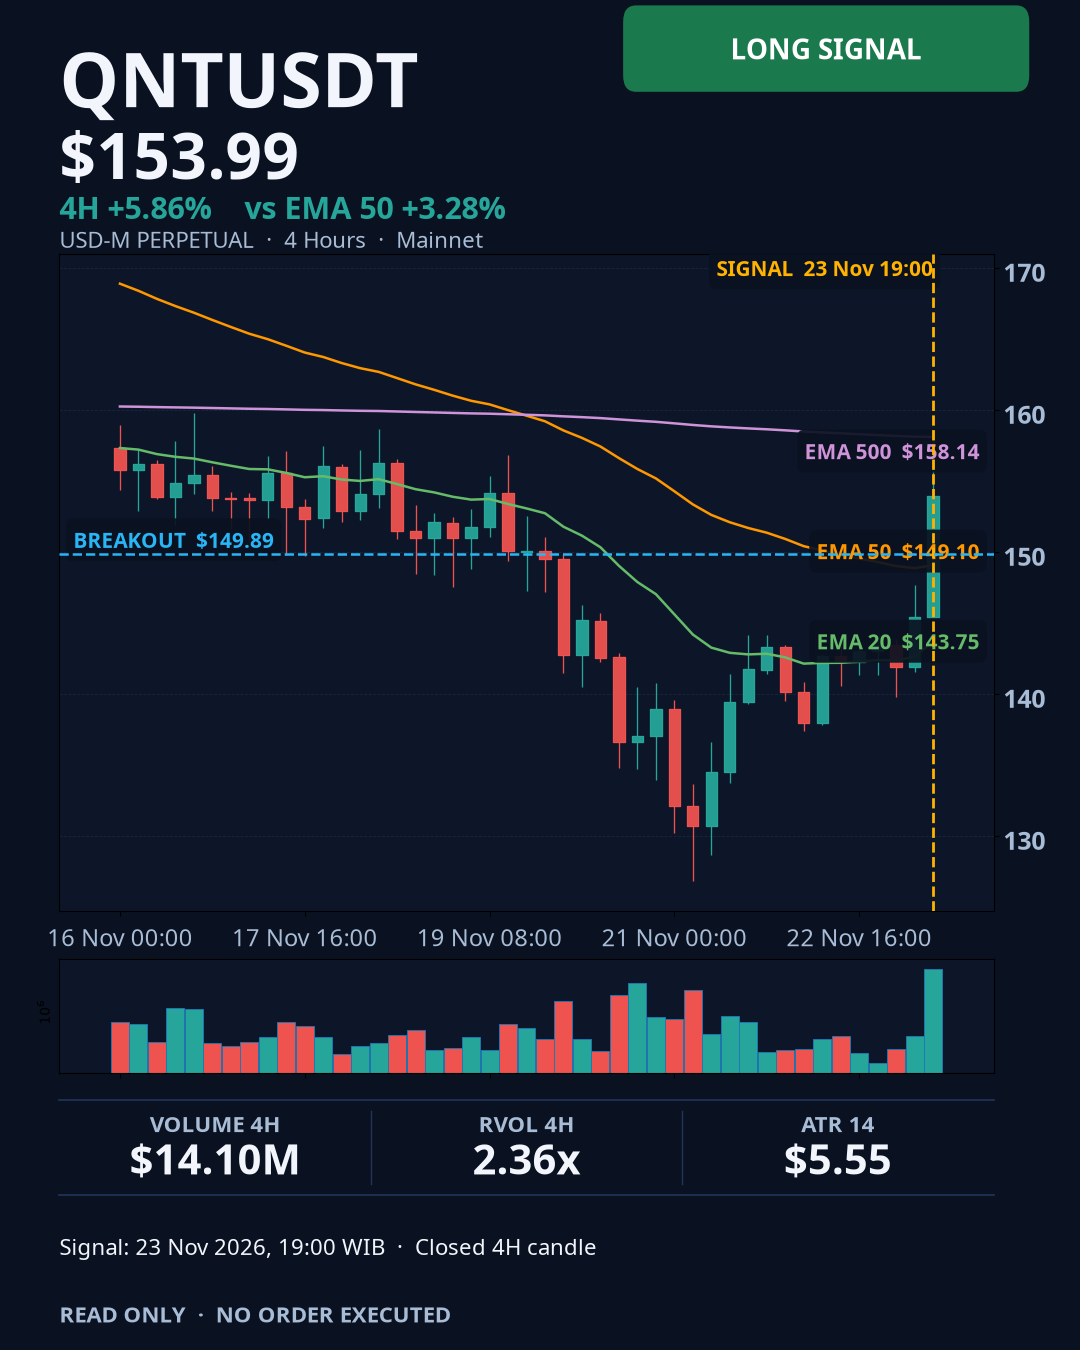 LONG SIGNAL
QNTUSDT
$153.99
4H +5.86% vs EMA 50 +3.28%
USD-M PERPETUAL · 4 Hours · Mainnet
SIGNAL 23 Nov 19:00
170
160
EMA 500 $158.14
BREAKOUT $149.89
EMA 50 $149.10
150
EMA 20 $143.75
140
130
16 Nov 00:00 17 Nov 16:00 19 Nov 08:00 21 Nov 00:00 22 Nov 16:00
10⁶
VOLUME 4H RVOL 4H ATR 14
$14.10M 2.36x $5.55
Signal: 23 Nov 2026, 19:00 WIB · Closed 4H candle
READ ONLY · NO ORDER EXECUTED